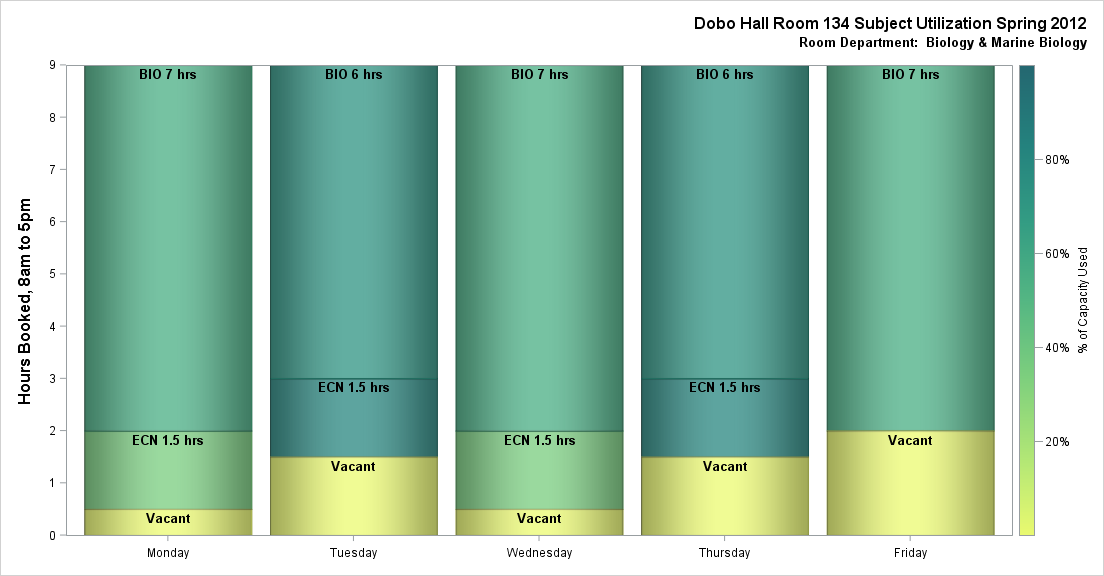 Dobo Hall Room 134 Subject Utilization Spring 2012
Room Department:  Biology & Marine Biology
Hours Booked, 8am to 5pm
9
8
7
6
5
4
3
2
1
0
BIO 7 hrs
ECN 1.5 hrs
Vacant
BIO 6 hrs
ECN 1.5 hrs
Vacant
BIO 7 hrs
ECN 1.5 hrs
Vacant
BIO 6 hrs
ECN 1.5 hrs
Vacant
BIO 7 hrs
Vacant
Monday
Tuesday
Wednesday
Thursday
Friday
80%
60%
40%
20%
% of Capacity Used